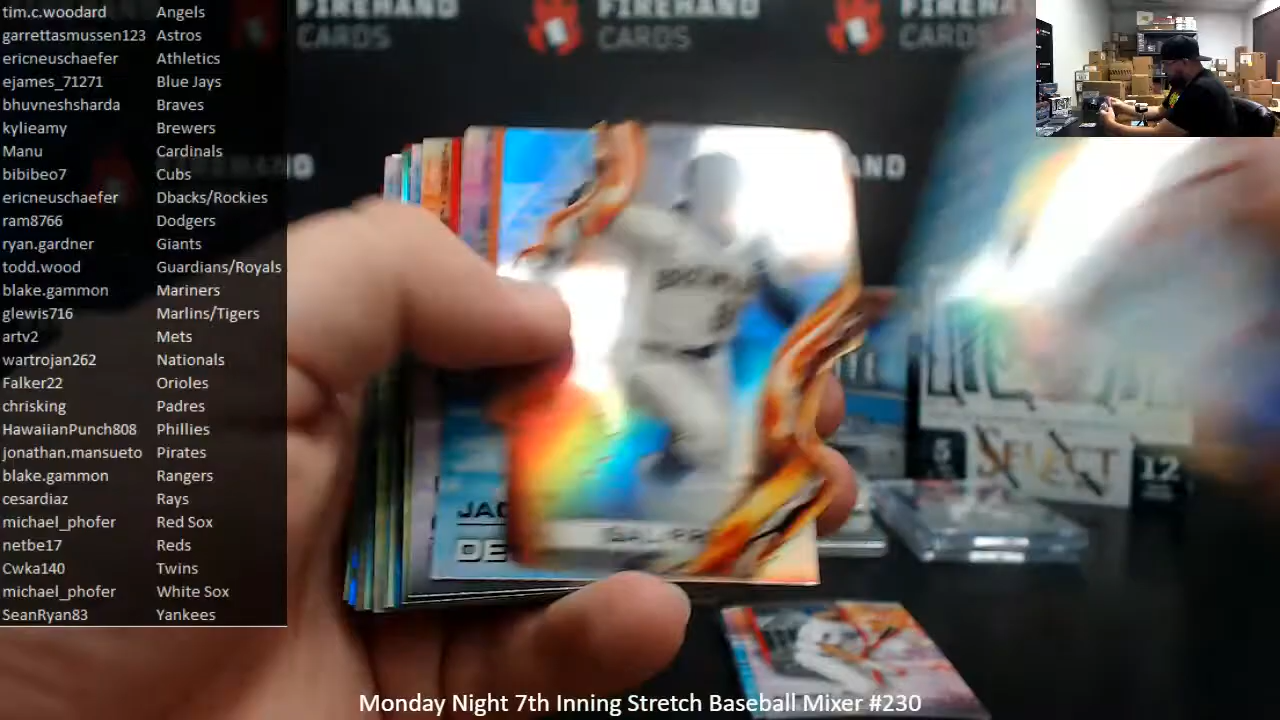 tim.c.woodard Angels
garrettasmussen123 Astros
ericneuschaefer Athletics
ejames_71271 Blue Jays
bhuvneshsharda Braves
kylieamy Brewers
Manu Cardinals
bibibeo7 Cubs
ericneuschaefer Dbacks/Rockies
ram8766 Dodgers
ryan.gardner Giants
todd.wood Guardians/Royals
blake.gammon Mariners
glewis716 Marlins/Tigers
artv2 Mets
wartrojan262 Nationals
Falker22 Orioles
chrisking Padres
HawaiianPunch808 Phillies
jonathan.mansueto Pirates
blake.gammon Rangers
cesardiaz Rays
michael_phofer Red Sox
netbe17 Reds
Cwka140 Twins
michael_phofer White Sox
SeanRyan83 Yankees
FIREHAND
CARDS
FIREHAND
CARDS
FIREHAND
CARDS
SELECT
5
12
Monday Night 7th Inning Stretch Baseball Mixer #230